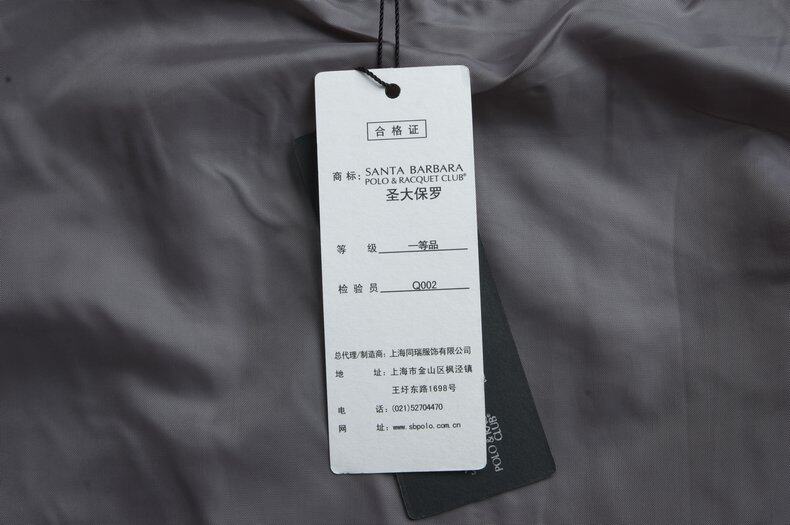 合格证
商标：SANTA BARBARA
POLO & RACQUET CLUB®
圣大保罗
等 级 一等品
检验员 Q002
总代理/制造商：上海同瑞服饰有限公司
地 址：上海市金山区枫泾镇
王圩东路1698号
电 话：(021)52704470
网 址：www.sbpolo.com.cn
POLO & R
CLUB®